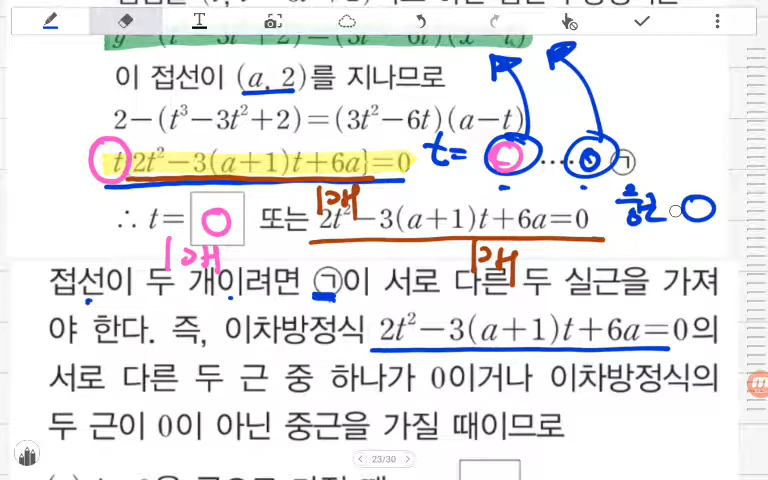 y-(t³-3t²+2)=(3t²-6t)(x-t)
이 접선이 (a, 2)를 지나므로
2-(t³-3t²+2)=(3t²-6t)(a-t)
t{2t²-3(a+1)t+6a}=0 t= ····· ㉠
1개
∴ t= 0 또는 2t²-3(a+1)t+6a=0
1개 1개
접선이 두 개이려면 ㉠이 서로 다른 두 실근을 가져
야 한다. 즉, 이차방정식 2t²-3(a+1)t+6a=0의
서로 다른 두 근 중 하나가 0이거나 이차방정식의
두 근이 0이 아닌 중근을 가질 때이므로
23/30